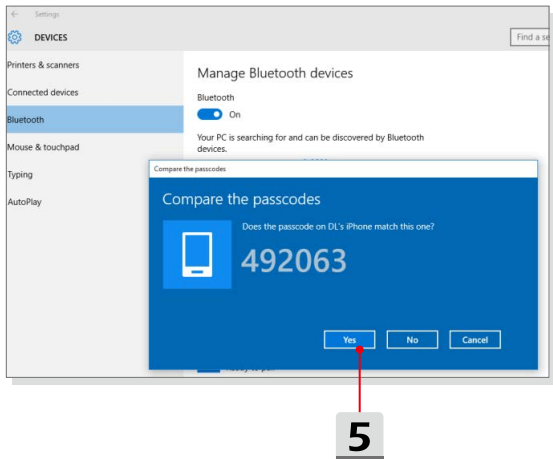 Settings
DEVICES
Find a se
Printers & scanners
Connected devices
Bluetooth
Mouse & touchpad
Typing
AutoPlay
Manage Bluetooth devices
Bluetooth
On
Your PC is searching for and can be discovered by Bluetooth
devices.
Compare the passcodes
Compare the passcodes
Does the passcode on DL's iPhone match this one?
492063
Yes No Cancel
5